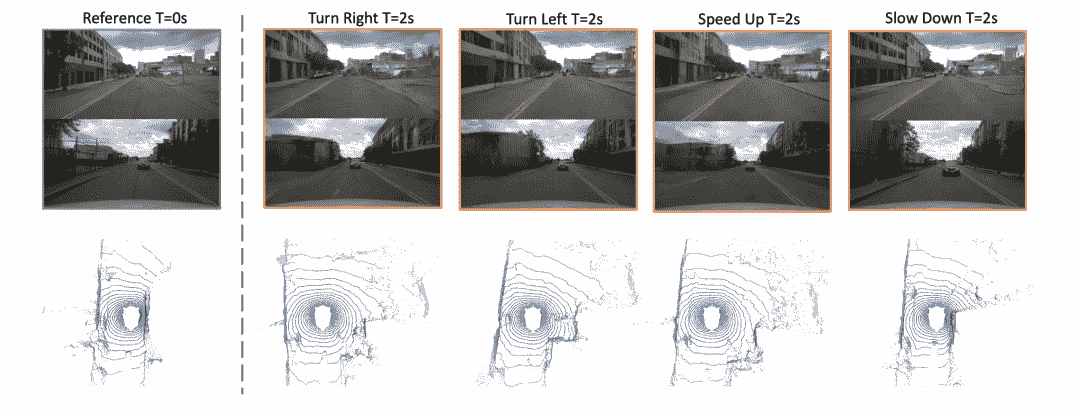 Reference T=0s
Turn Right T=2s
Turn Left T=2s
Speed Up T=2s
Slow Down T=2s